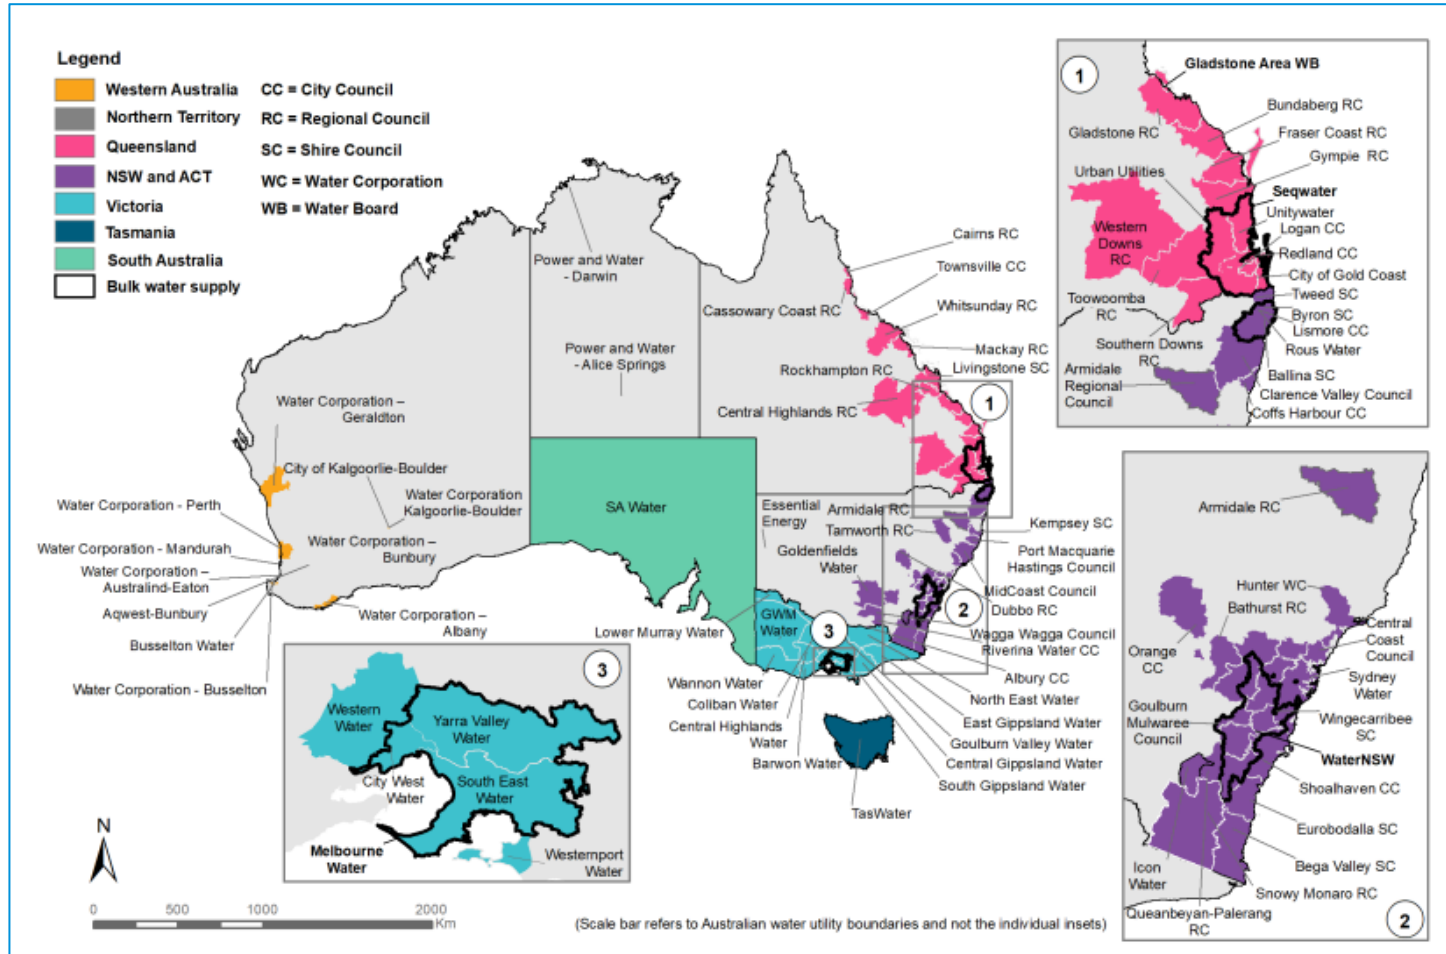 Legend
Western Australia
Northern Territory
Queensland
NSW and ACT
Victoria
Tasmania
South Australia
Bulk water supply
CC = City Council
RC = Regional Council
SC = Shire Council
WC = Water Corporation
WB = Water Board
Power and Water
- Darwin
Power and Water
- Alice Springs
Cairns RC
Townsville CC
Cassowary Coast RC
Whitsunday RC
Mackay RC
Livingstone SC
Rockhampton RC
Central Highlands RC
1
Water Corporation –
Geraldton
City of Kalgoorlie-Boulder
Water Corporation
Kalgoorlie-Boulder
Water Corporation - Perth
Water Corporation –
Bunbury
Water Corporation - Mandurah
Water Corporation –
Australind-Eaton
Aqwest-Bunbury
Busselton Water
Water Corporation – Busselton
Water Corporation –
Albany
SA Water
Essential
Energy
Armidale RC
Tamworth RC
Goldenfields
Water
Kempsey SC
Port Macquarie
Hastings Council
MidCoast Council
Dubbo RC
2
Wagga Wagga Council
Riverina Water CC
Albury CC
Lower Murray Water
GWM
Water
3
Wannon Water
Coliban Water
Central Highlands
Water
Barwon Water
North East Water
East Gippsland Water
Goulburn Valley Water
Central Gippsland Water
South Gippsland Water
TasWater
1
Gladstone Area WB
Gladstone RC
Bundaberg RC
Fraser Coast RC
Gympie RC
Urban Utilities
Seqwater
Unitywater
Logan CC
Redland CC
City of Gold Coast
Western
Downs
RC
Toowoomba
RC
Southern Downs
RC
Tweed SC
Byron SC
Lismore CC
Rous Water
Ballina SC
Clarence Valley Council
Coffs Harbour CC
Armidale
Regional
Council
Armidale RC
Hunter WC
Bathurst RC
Central
Coast
Council
Orange
CC
Sydney
Water
Goulburn
Mulwaree
Council
Wingecarribee
SC
WaterNSW
Shoalhaven CC
Eurobodalla SC
Bega Valley SC
Icon
Water
Snowy Monaro RC
Queanbeyan-Palerang
RC
2
3
Western
Water
Yarra Valley
Water
City West
Water
South East
Water
Melbourne
Water
Westernport
Water
N
0 500 1000 2000
Km
(Scale bar refers to Australian water utility boundaries and not the individual insets)